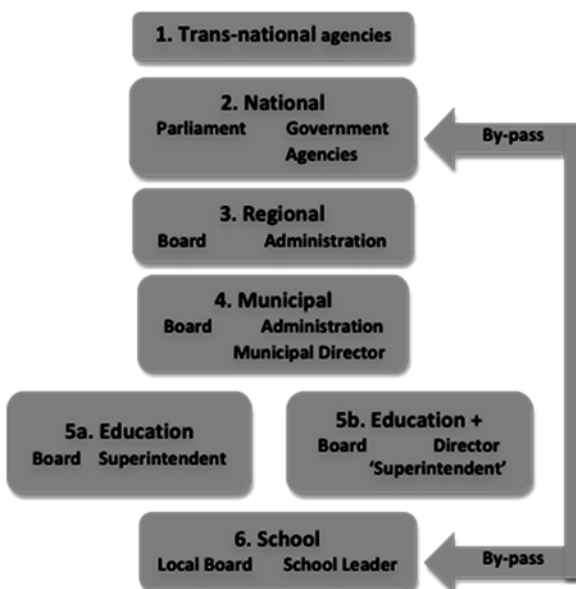 1. Trans-national agencies
2. National
Parliament Government
Agencies
By-pass
3. Regional
Board Administration
4. Municipal
Board Administration
Municipal Director
5a. Education
Board Superintendent
5b. Education +
Board Director
‘Superintendent’
6. School
Local Board School Leader
By-pass